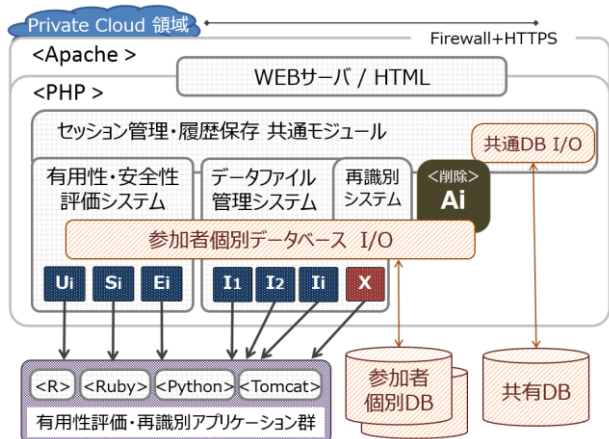 Private Cloud 領域
Firewall+HTTPS
<Apache >
WEBサーバ / HTML
<PHP >
セッション管理・履歴保存 共通モジュール
共通DB I/O
有用性・安全性
評価システム
データファイル
管理システム
再識別
システム
<削除>
Ai
参加者個別データベース I/O
Ui
Si
Ei
I1
I2
Ii
X
<R>
<Ruby>
<Python>
<Tomcat>
有用性評価・再識別アプリケーション群
参加者
個別DB
共有DB